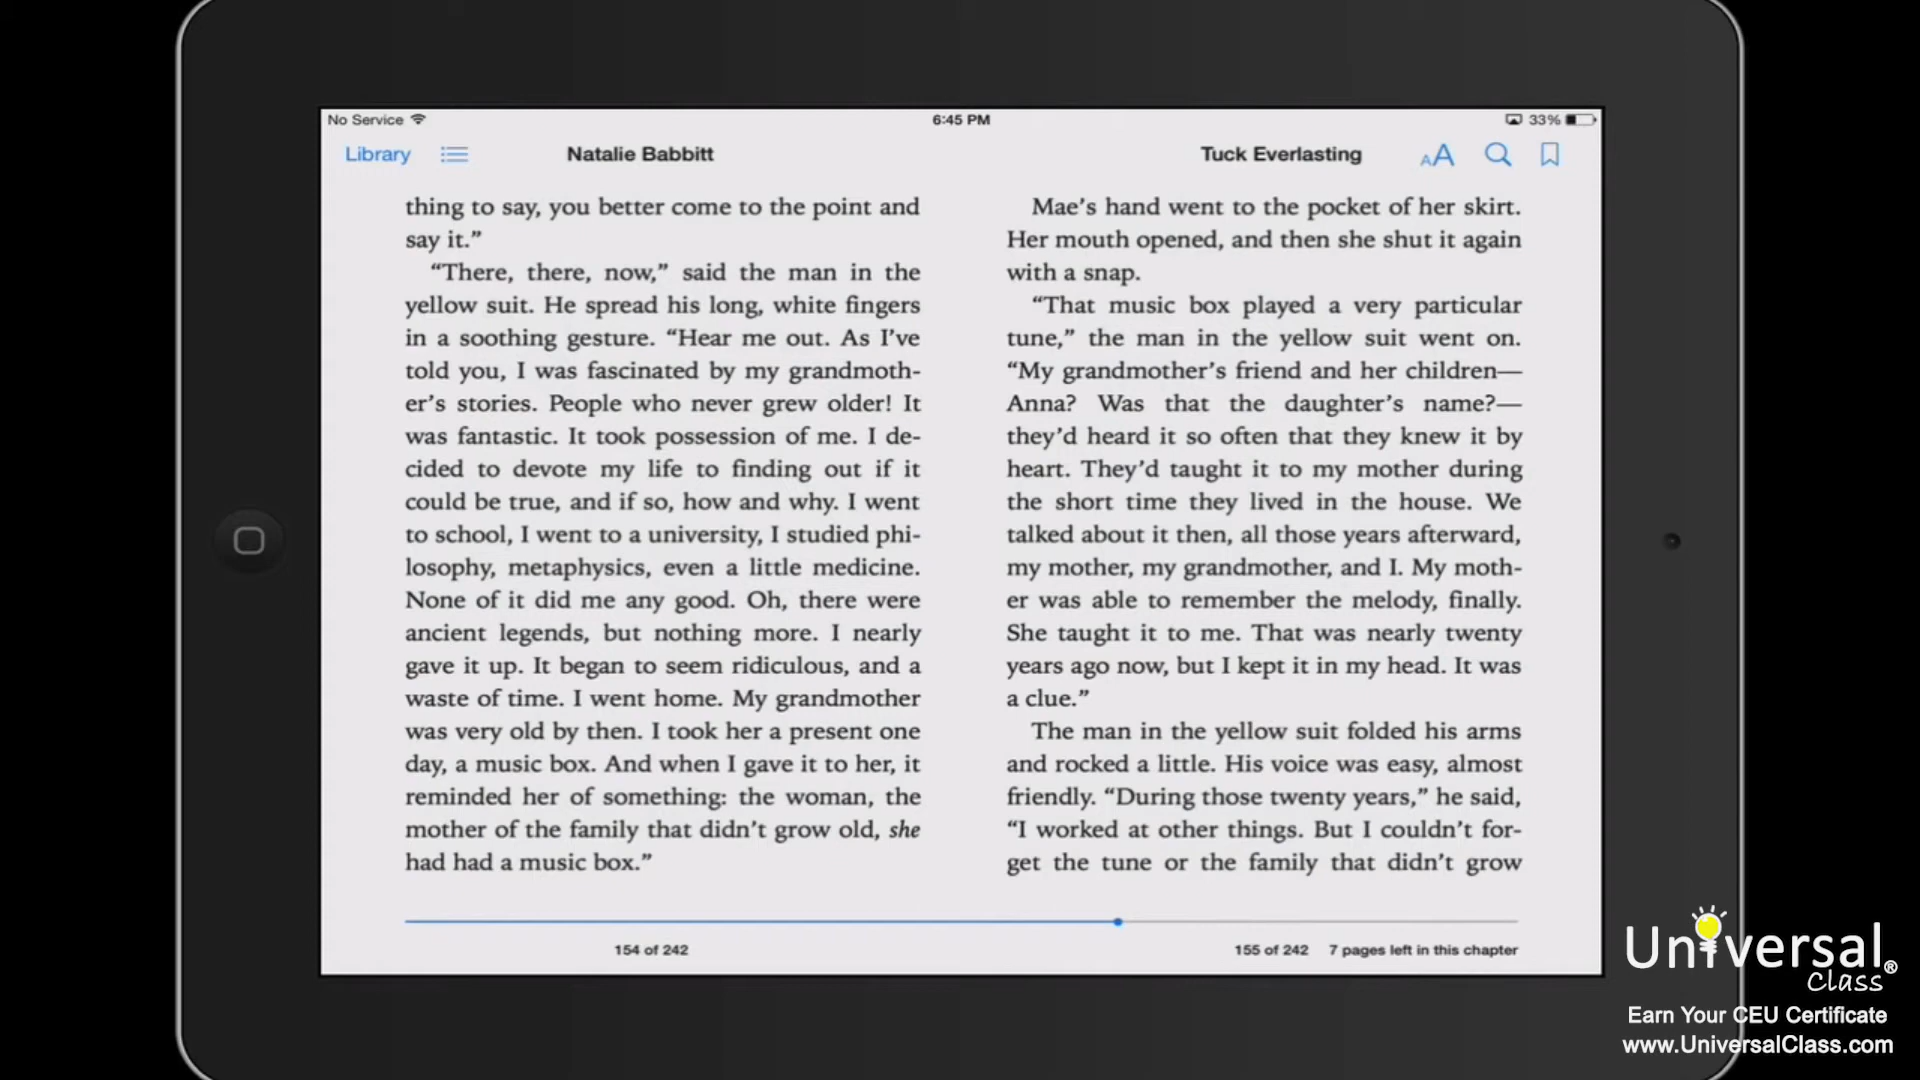 No Service
6:45 PM
33%
Library
Natalie Babbitt
Tuck Everlasting
AA
thing to say, you better come to the point and
say it.”
“There, there, now,” said the man in the
yellow suit. He spread his long, white fingers
in a soothing gesture. “Hear me out. As I’ve
told you, I was fascinated by my grandmoth-
er’s stories. People who never grew older! It
was fantastic. It took possession of me. I de-
cided to devote my life to finding out if it
could be true, and if so, how and why. I went
to school, I went to a university, I studied phi-
losophy, metaphysics, even a little medicine.
None of it did me any good. Oh, there were
ancient legends, but nothing more. I nearly
gave it up. It began to seem ridiculous, and a
waste of time. I went home. My grandmother
was very old by then. I took her a present one
day, a music box. And when I gave it to her, it
reminded her of something: the woman, the
mother of the family that didn’t grow old, she
had had a music box.”
Mae’s hand went to the pocket of her skirt.
Her mouth opened, and then she shut it again
with a snap.
“That music box played a very particular
tune,” the man in the yellow suit went on.
“My grandmother’s friend and her children—
Anna? Was that the daughter’s name?—
they’d heard it so often that they knew it by
heart. They’d taught it to my mother during
the short time they lived in the house. We
talked about it then, all those years afterward,
my mother, my grandmother, and I. My moth-
er was able to remember the melody, finally.
She taught it to me. That was nearly twenty
years ago now, but I kept it in my head. It was
a clue.”
The man in the yellow suit folded his arms
and rocked a little. His voice was easy, almost
friendly. “During those twenty years,” he said,
“I worked at other things. But I couldn’t for-
get the tune or the family that didn’t grow
154 of 242
155 of 242
7 pages left in this chapter
Universal®
Class
Earn Your CEU Certificate
www.UniversalClass.com